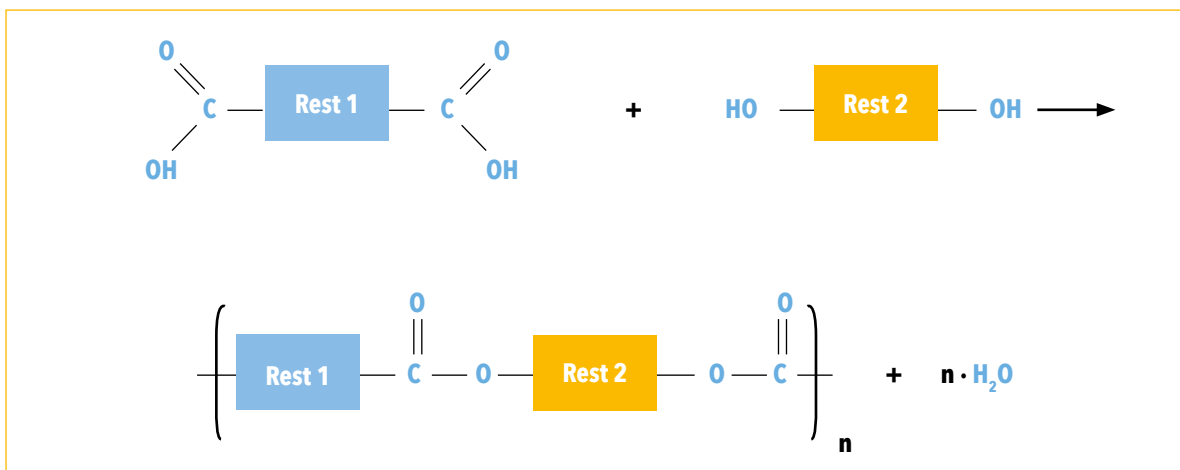 O O
C Rest 1 C + HO Rest 2 OH
OH OH
O O
Rest 1 C O Rest 2 O C + n · H₂O
n